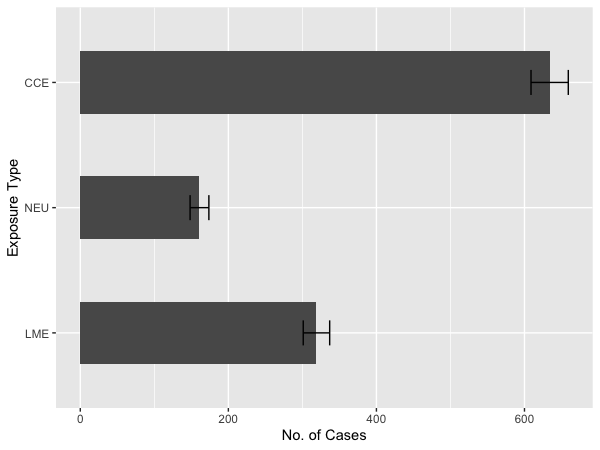 CCE
NEU
LME
Exposure Type
0 200 400 600
No. of Cases